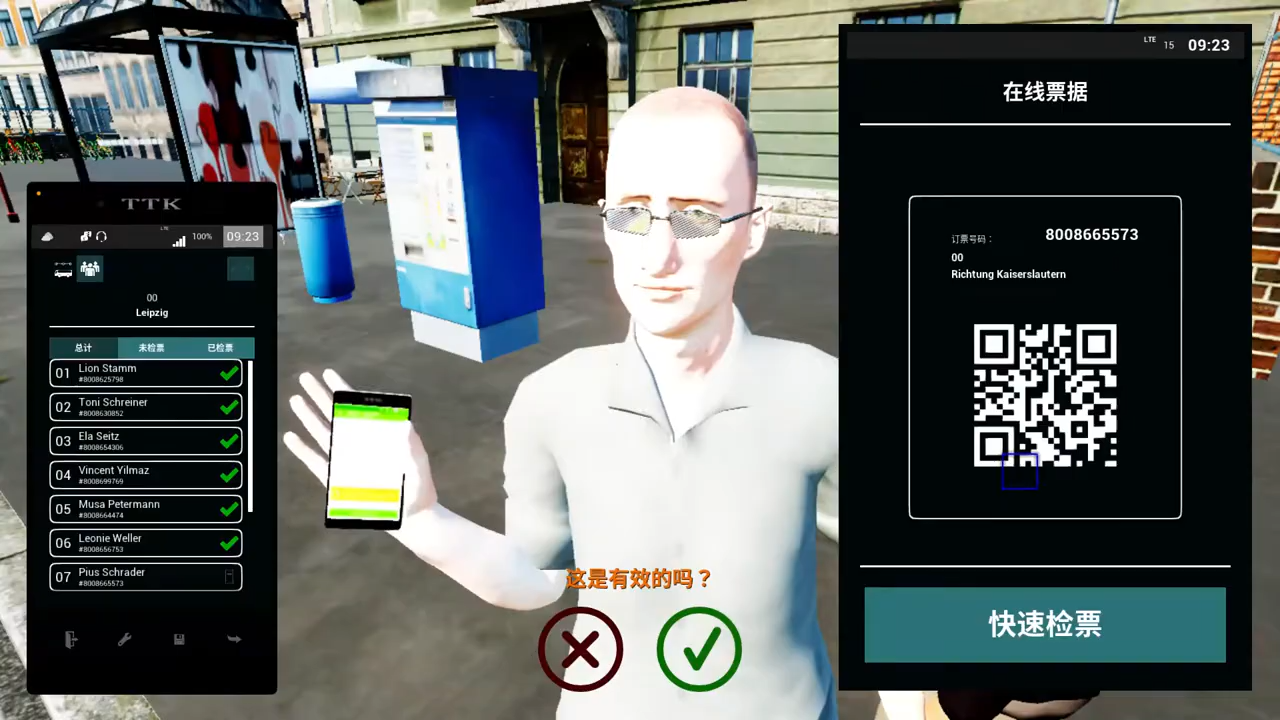 TTK
LTE
100%
09:23
00
Leipzig
总计
未检票
已检票
01
Lion Stamm
#8008625798
02
Toni Schreiner
#8008630852
03
Ela Seitz
#8008654306
04
Vincent Yilmaz
#8008699769
05
Musa Petermann
#8008664474
06
Leonie Weller
#8008656753
07
Pius Schrader
#8008665573
这是有效的吗？
LTE
15
09:23
在线票据
订票号码：
8008665573
00
Richtung Kaiserslautern
快速检票